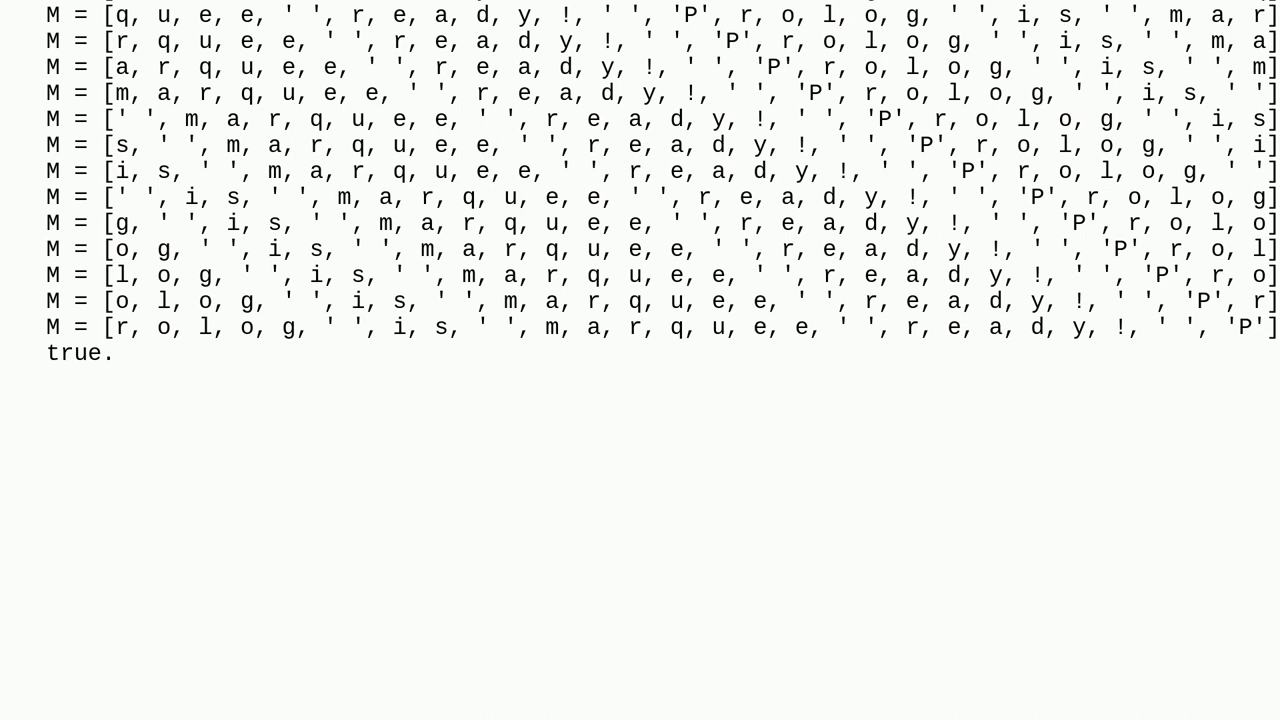 M = [q, u, e, e, ' ', r, e, a, d, y, !, ' ', 'P', r, o, l, o, g, ' ', i, s, ' ', m, a, r]
M = [r, q, u, e, e, ' ', r, e, a, d, y, !, ' ', 'P', r, o, l, o, g, ' ', i, s, ' ', m, a]
M = [a, r, q, u, e, e, ' ', r, e, a, d, y, !, ' ', 'P', r, o, l, o, g, ' ', i, s, ' ', m]
M = [m, a, r, q, u, e, e, ' ', r, e, a, d, y, !, ' ', 'P', r, o, l, o, g, ' ', i, s, ' ']
M = [' ', m, a, r, q, u, e, e, ' ', r, e, a, d, y, !, ' ', 'P', r, o, l, o, g, ' ', i, s]
M = [s, ' ', m, a, r, q, u, e, e, ' ', r, e, a, d, y, !, ' ', 'P', r, o, l, o, g, ' ', i]
M = [i, s, ' ', m, a, r, q, u, e, e, ' ', r, e, a, d, y, !, ' ', 'P', r, o, l, o, g, ' ']
M = [' ', i, s, ' ', m, a, r, q, u, e, e, ' ', r, e, a, d, y, !, ' ', 'P', r, o, l, o, g]
M = [g, ' ', i, s, ' ', m, a, r, q, u, e, e, ' ', r, e, a, d, y, !, ' ', 'P', r, o, l, o]
M = [o, g, ' ', i, s, ' ', m, a, r, q, u, e, e, ' ', r, e, a, d, y, !, ' ', 'P', r, o, l]
M = [l, o, g, ' ', i, s, ' ', m, a, r, q, u, e, e, ' ', r, e, a, d, y, !, ' ', 'P', r, o]
M = [o, l, o, g, ' ', i, s, ' ', m, a, r, q, u, e, e, ' ', r, e, a, d, y, !, ' ', 'P', r]
M = [r, o, l, o, g, ' ', i, s, ' ', m, a, r, q, u, e, e, ' ', r, e, a, d, y, !, ' ', 'P']
true.